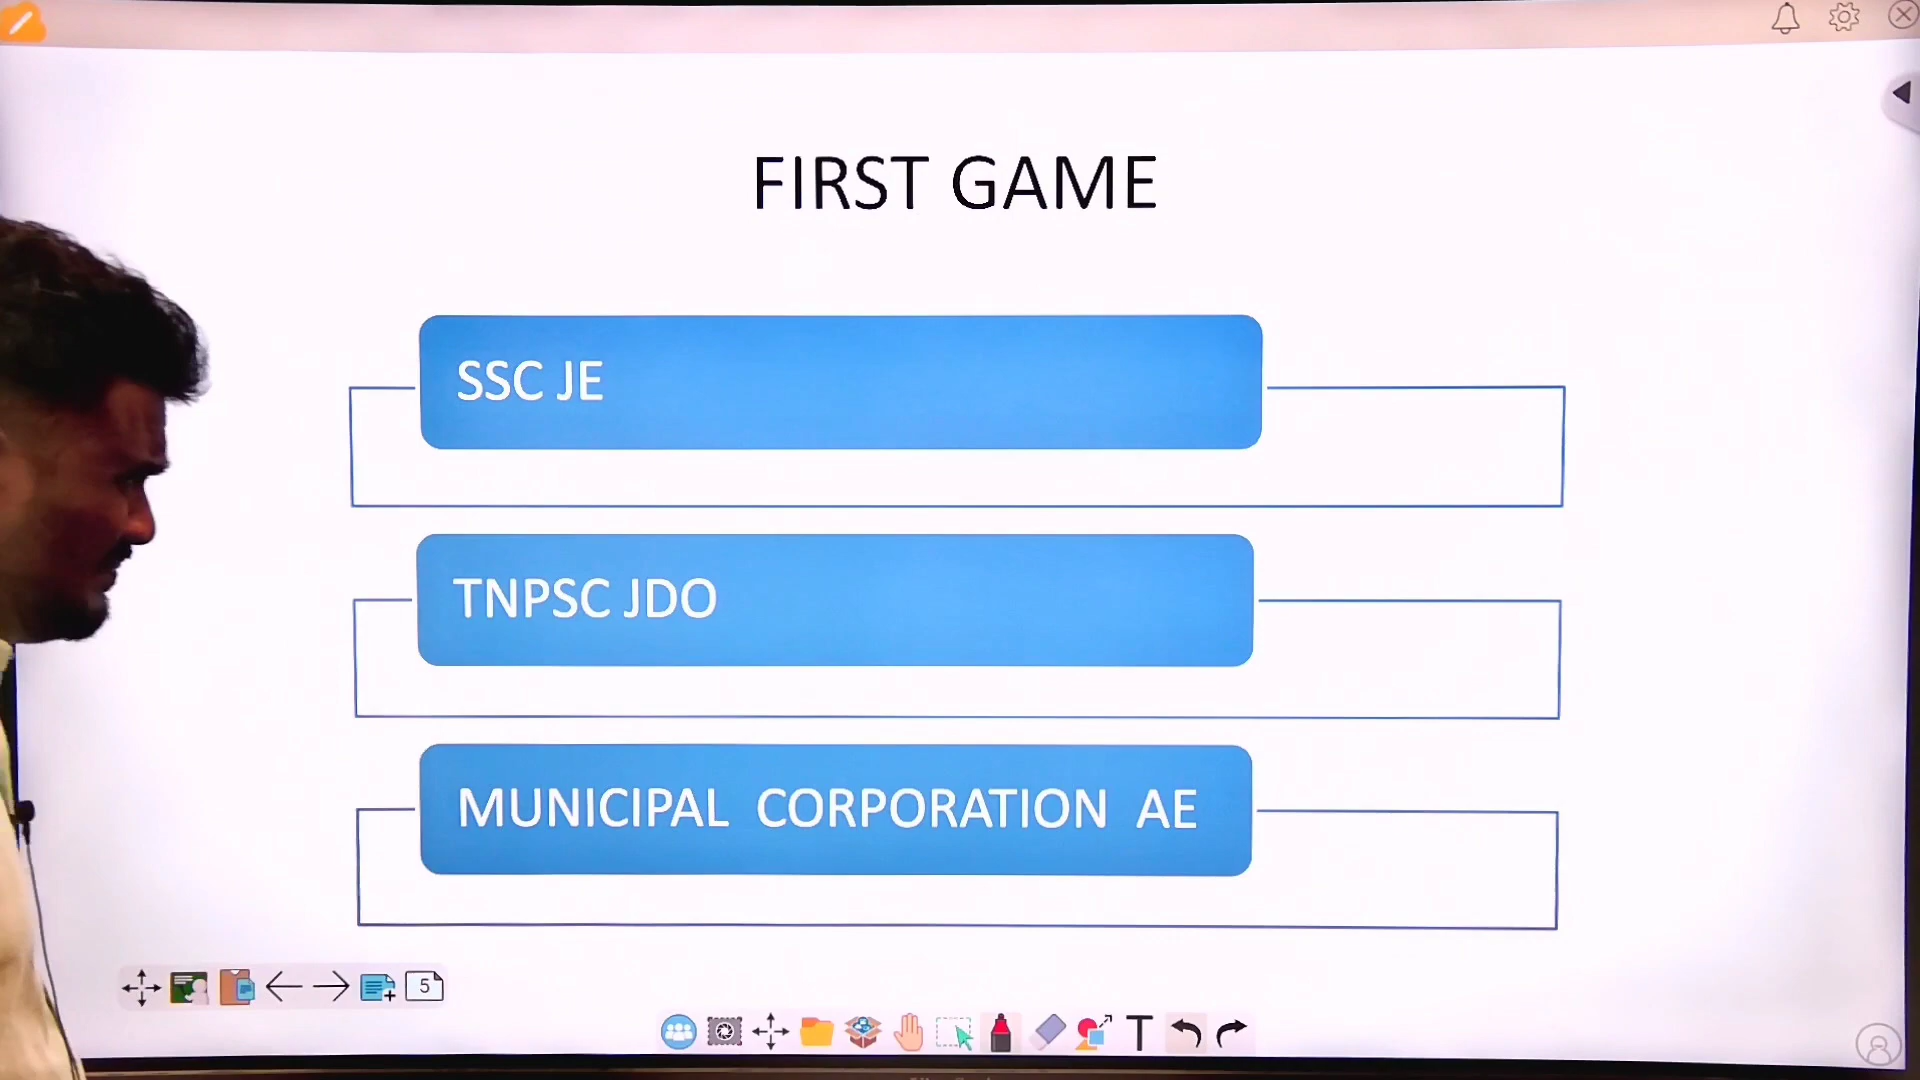 FIRST GAME
SSC JE
TNPSC JDO
MUNICIPAL CORPORATION AE
5
T